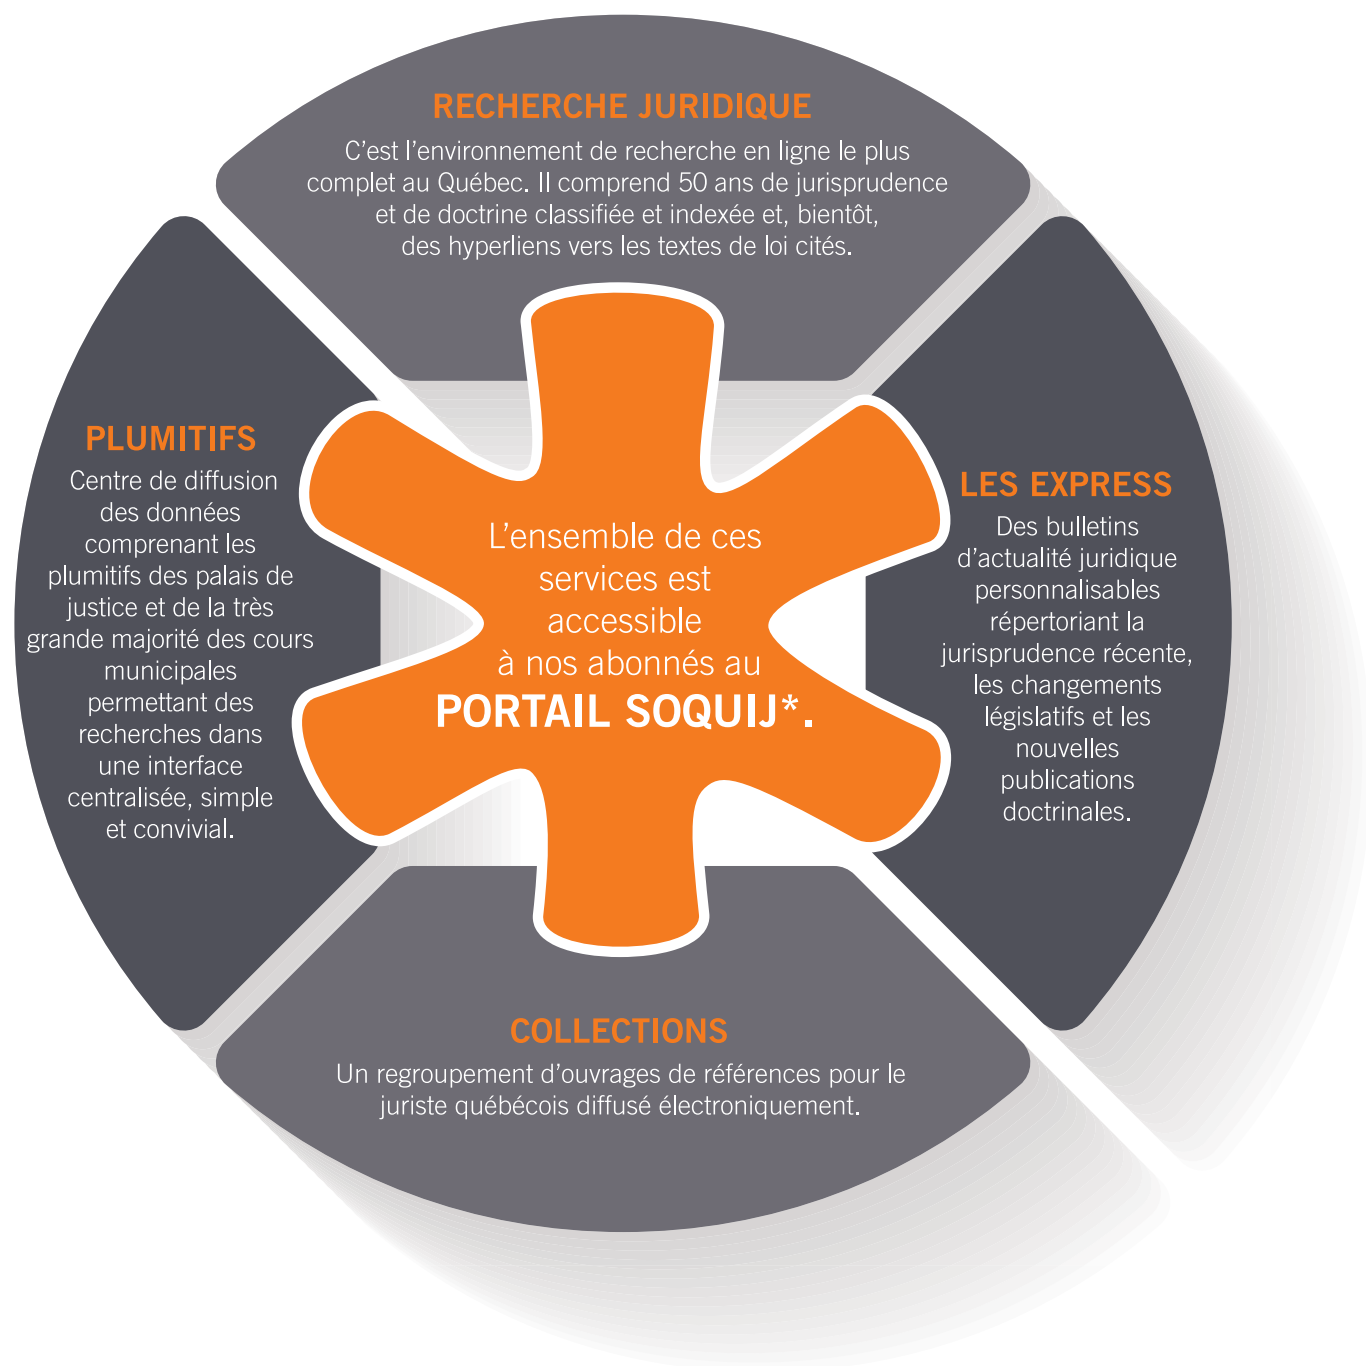 RECHERCHE JURIDIQUE
C’est l’environnement de recherche en ligne le plus
complet au Québec. Il comprend 50 ans de jurisprudence
et de doctrine classifiée et indexée et, bientôt,
des hyperliens vers les textes de loi cités.
PLUMITIFS
Centre de diffusion
des données
comprenant les
plumitifs des palais de
justice et de la très
grande majorité des cours
municipales
permettant des
recherches dans
une interface
centralisée, simple
et convivial.
L’ensemble de ces
services est
accessible
à nos abonnés au
PORTAIL SOQUIJ*.
LES EXPRESS
Des bulletins
d’actualité juridique
personnalisables
répertoriant la
jurisprudence récente,
les changements
législatifs et les
nouvelles
publications
doctrinales.
COLLECTIONS
Un regroupement d’ouvrages de références pour le
juriste québécois diffusé électroniquement.